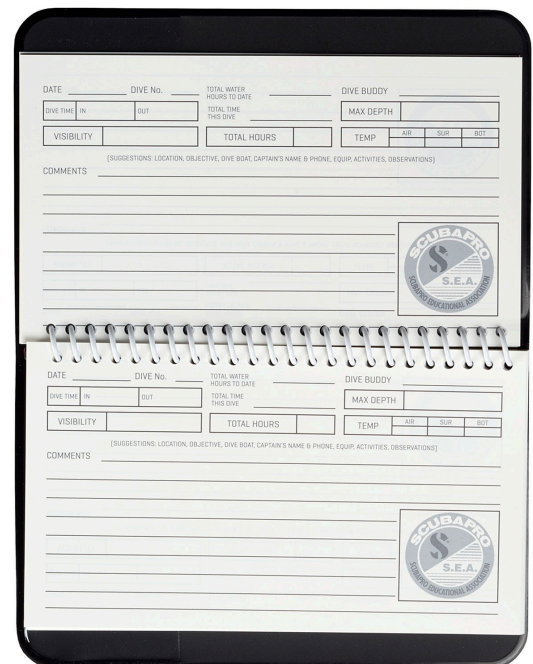 DATE DIVE No. TOTAL WATER HOURS TO DATE DIVE BUDDY
DIVE TIME IN OUT TOTAL TIME THIS DIVE MAX DEPTH
VISIBILITY TOTAL HOURS TEMP AIR SUR BOT
(SUGGESTIONS: LOCATION, OBJECTIVE, DIVE BOAT, CAPTAIN'S NAME & PHONE, EQUIP, ACTIVITIES, OBSERVATIONS)
COMMENTS
SCUBAPRO
S
S.E.A.
SCUBAPRO EDUCATIONAL ASSOCIATION
DATE DIVE No. TOTAL WATER HOURS TO DATE DIVE BUDDY
DIVE TIME IN OUT TOTAL TIME THIS DIVE MAX DEPTH
VISIBILITY TOTAL HOURS TEMP AIR SUR BOT
(SUGGESTIONS: LOCATION, OBJECTIVE, DIVE BOAT, CAPTAIN'S NAME & PHONE, EQUIP, ACTIVITIES, OBSERVATIONS)
COMMENTS
SCUBAPRO
S
S.E.A.
SCUBAPRO EDUCATIONAL ASSOCIATION